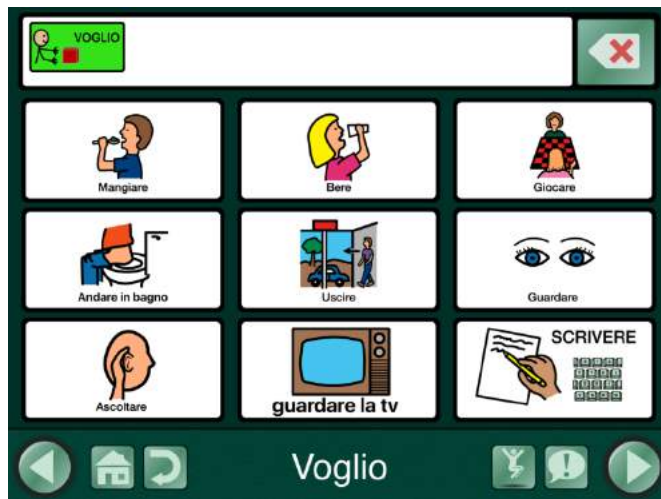 VOGLIO
Mangiare
Bere
Giocare
Andare in bagno
Uscire
Guardare
Ascoltare
guardare la tv
SCRIVERE
Voglio